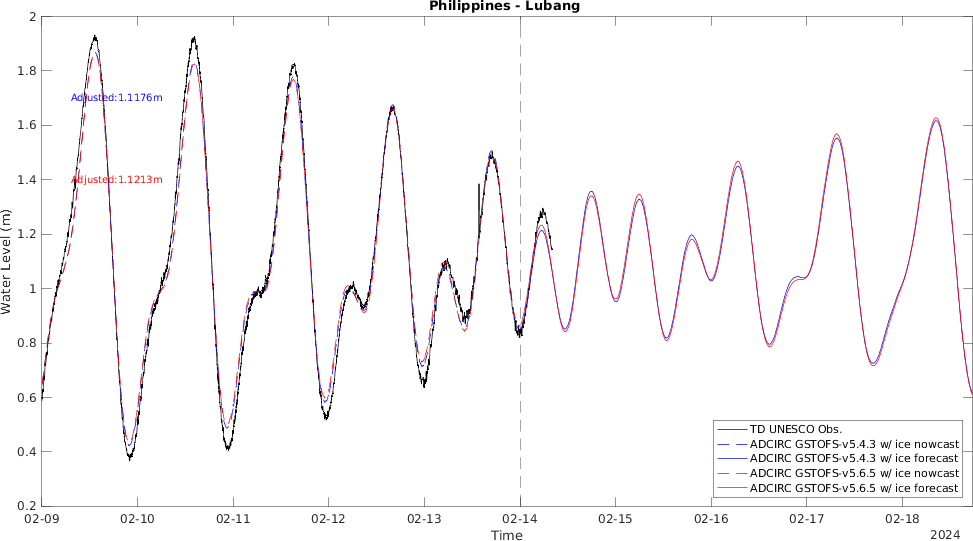 Philippines - Lubang
2
1.8
1.6
1.4
1.2
1
0.8
0.6
0.4
0.2
Water Level (m)
Adjusted:1.1176m
Adjusted:1.1213m
TD UNESCO Obs.
ADCIRC GSTOFS-v5.4.3 w/ ice nowcast
ADCIRC GSTOFS-v5.4.3 w/ ice forecast
ADCIRC GSTOFS-v5.6.5 w/ ice nowcast
ADCIRC GSTOFS-v5.6.5 w/ ice forecast
02-09 02-10 02-11 02-12 02-13 02-14 02-15 02-16 02-17 02-18
Time
2024